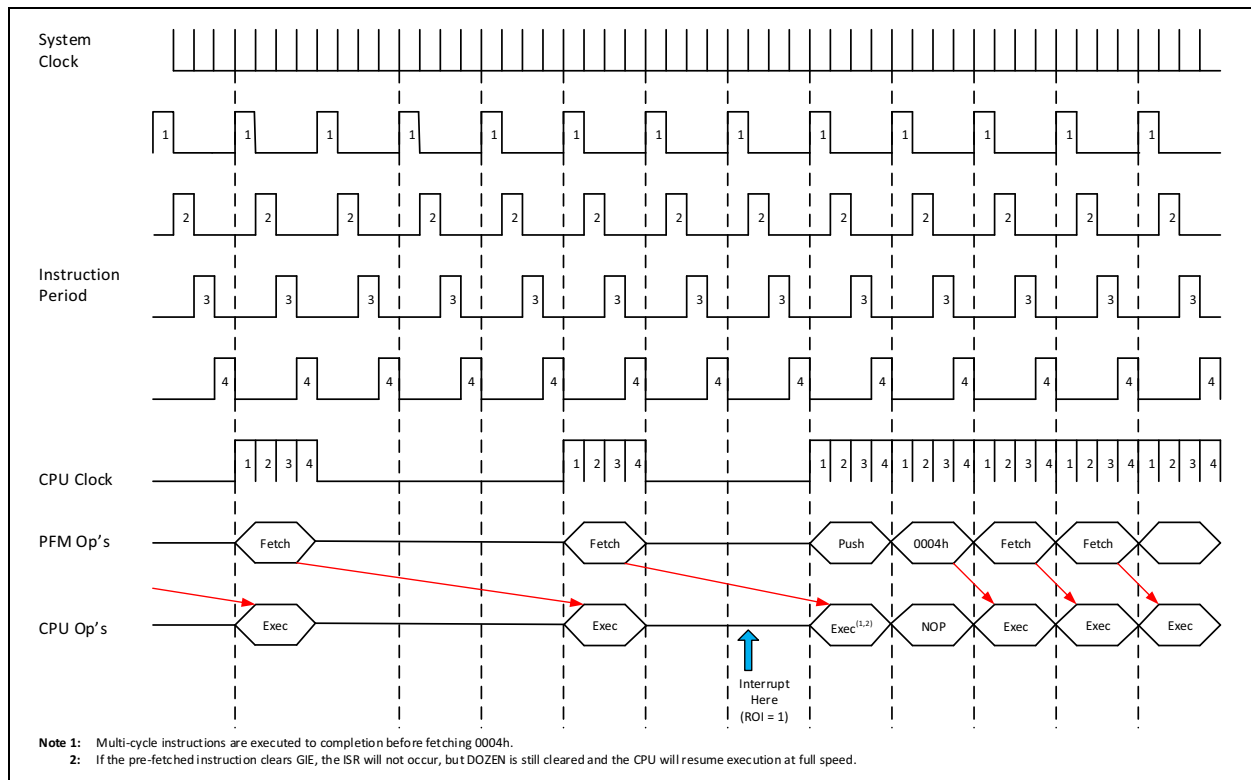 System
Clock
1 1 1 1 1 1 1 1 1 1 1 1 1
2 2 2 2 2 2 2 2 2 2 2 2 2
Instruction
Period
3 3 3 3 3 3 3 3 3 3 3 3 3
4 4 4 4 4 4 4 4 4 4 4 4 4
CPU Clock 1 2 3 4 1 2 3 4 1 2 3 4 1 2 3 4 1 2 3 4 1 2 3 4 1 2 3 4
PFM Op's Fetch Fetch Push 0004h Fetch Fetch
CPU Op's Exec Exec Exec(1,2) NOP Exec Exec Exec
Interrupt
Here
(ROI = 1)
Note 1: Multi-cycle instructions are executed to completion before fetching 0004h.
2: If the pre-fetched instruction clears GIE, the ISR will not occur, but DOZEN is still cleared and the CPU will resume execution at full speed.